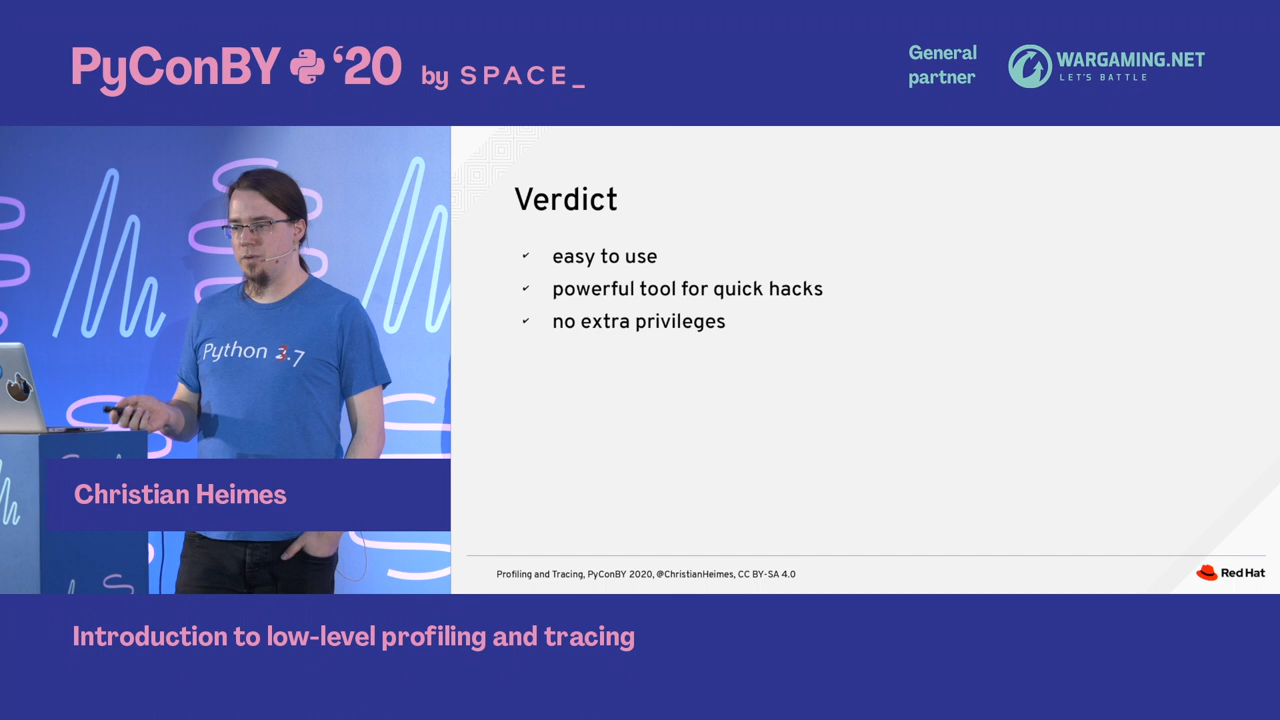 PyConBY '20 by SPACE_
General
partner
WARGAMING.NET
LET'S BATTLE
Verdict
✔ easy to use
✔ powerful tool for quick hacks
✔ no extra privileges
Python 2.7
Christian Heimes
Profiling and Tracing, PyConBY 2020, @ChristianHeimes, CC BY-SA 4.0
Red Hat
Introduction to low-level profiling and tracing